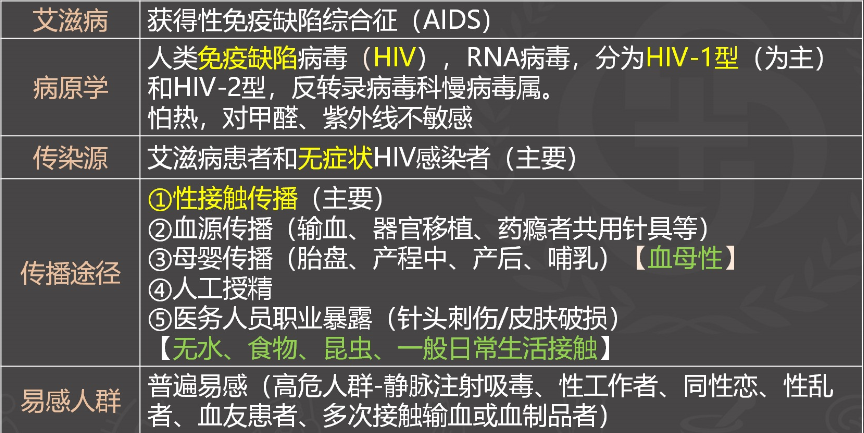 艾滋病
获得性免疫缺陷综合征（AIDS）
病原学
人类免疫缺陷病毒（HIV），RNA病毒，分为HIV-1型（为主）
和HIV-2型，反转录病毒科慢病毒属。
怕热，对甲醛、紫外线不敏感
传染源
艾滋病患者和无症状HIV感染者（主要）
传播途径
①性接触传播（主要）
②血源传播（输血、器官移植、药瘾者共用针具等）
③母婴传播（胎盘、产程中、产后、哺乳）【血母性】
④人工授精
⑤医务人员职业暴露（针头刺伤/皮肤破损）
【无水、食物、昆虫、一般日常生活接触】
易感人群
普遍易感（高危人群-静脉注射吸毒、性工作者、同性恋、性乱
者、血友患者、多次接触输血或血制品者）